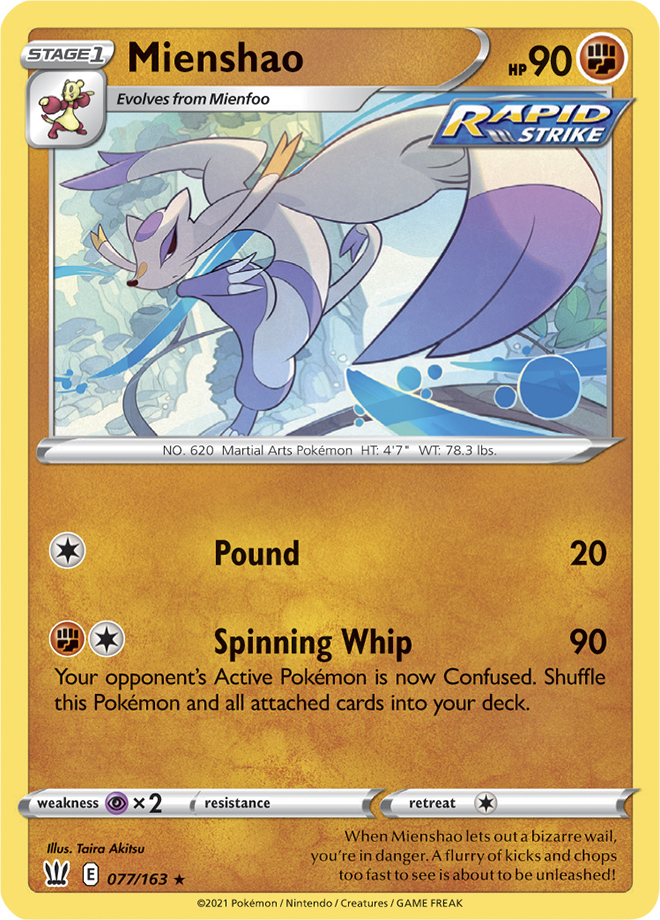 STAGE 1
Mienshao
HP 90
Evolves from Mienfoo
RAPID
STRIKE
NO. 620 Martial Arts Pokémon HT: 4'7" WT: 78.3 lbs.
Pound 20
Spinning Whip 90
Your opponent's Active Pokémon is now Confused. Shuffle
this Pokémon and all attached cards into your deck.
weakness ×2 resistance retreat
Illus. Taira Akitsu
E 077/163 ★
When Mienshao lets out a bizarre wail,
you're in danger. A flurry of kicks and chops
too fast to see is about to be unleashed!
©2021 Pokémon / Nintendo / Creatures / GAME FREAK